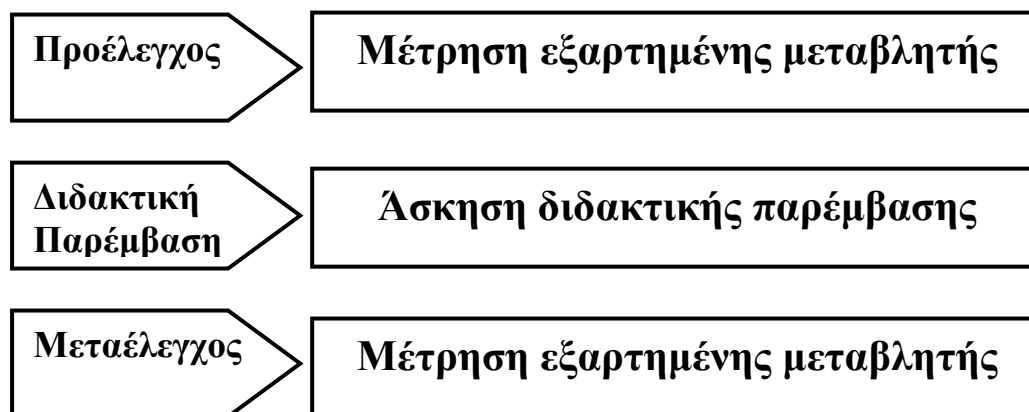 Προέλεγχος
Μέτρηση εξαρτημένης μεταβλητής
Διδακτική
Παρέμβαση
Άσκηση διδακτικής παρέμβασης
Μεταέλεγχος
Μέτρηση εξαρτημένης μεταβλητής